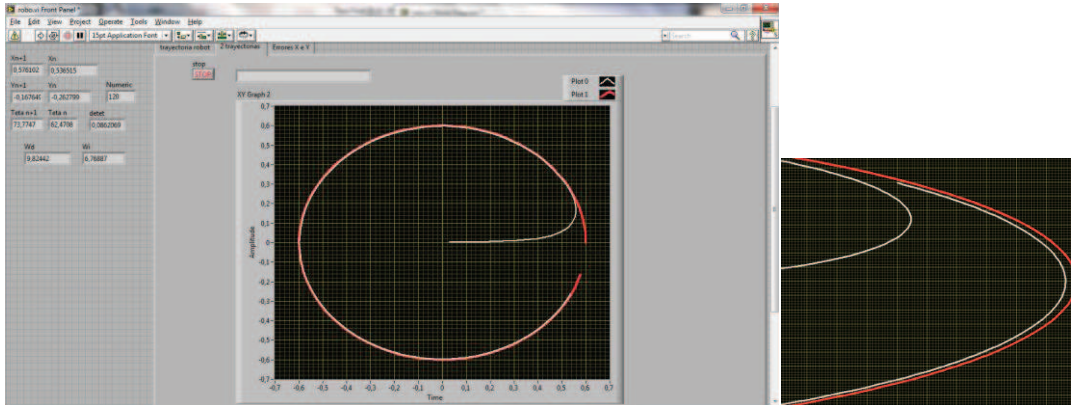 robo.vi Front Panel *
File Edit View Project Operate Tools Window Help
15pt Application Font
Search
trayectoria robot 2 trayectorias Errores X e Y
Xn+1 Xn
0,578102 0,536515
Yn+1 Yn Numeric
-0,167649 -0,262789 120
Teta n+1 Teta n
72,7747 62,4706 0,0862069
Wd Wi
9,82442 6,76887
stop
STOP
Plot 0
Plot 1
XY Graph 2
0,7
0,6
0,5
0,4
0,3
0,2
0,1
0
-0,1
-0,2
-0,3
-0,4
-0,5
-0,6
-0,7
Amplitude
-0,7 -0,6 -0,5 -0,4 -0,3 -0,2 -0,1 0 0,1 0,2 0,3 0,4 0,5 0,6 0,7
Time